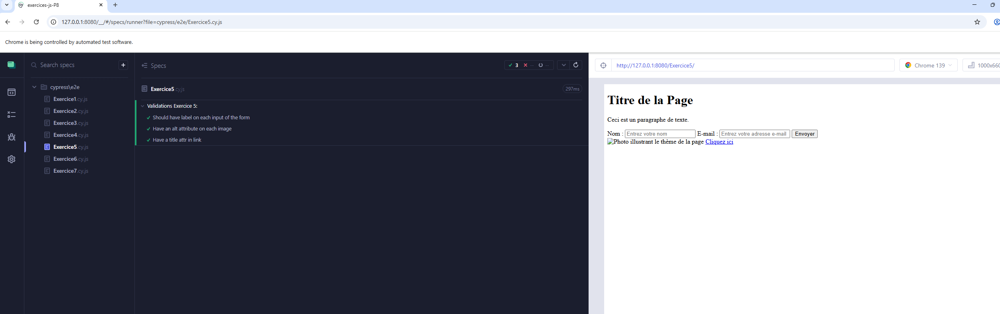 exercices-js-P8
127.0.0.1:8080/__/#/specs/runner?file=cypress/e2e/Exercice5.cy.js
Chrome is being controlled by automated test software.
Search specs
+
cypress\e2e
Exercice1.cy.js
Exercice2.cy.js
Exercice3.cy.js
Exercice4.cy.js
Exercice5.cy.js
Exercice6.cy.js
Exercice7.cy.js
Specs
3 -- --
Exercice5.cy.js
297ms
Validations Exercice 5:
Should have label on each input of the form
Have an alt attribute on each image
Have a title attr in link
http://127.0.0.1:8080/Exercice5/
Chrome 139
1000x660
Titre de la Page
Ceci est un paragraphe de texte.
Nom : Entrez votre nom E-mail : Entrez votre adresse e-mail Envoyer
Photo illustrant le thème de la page Cliquez ici